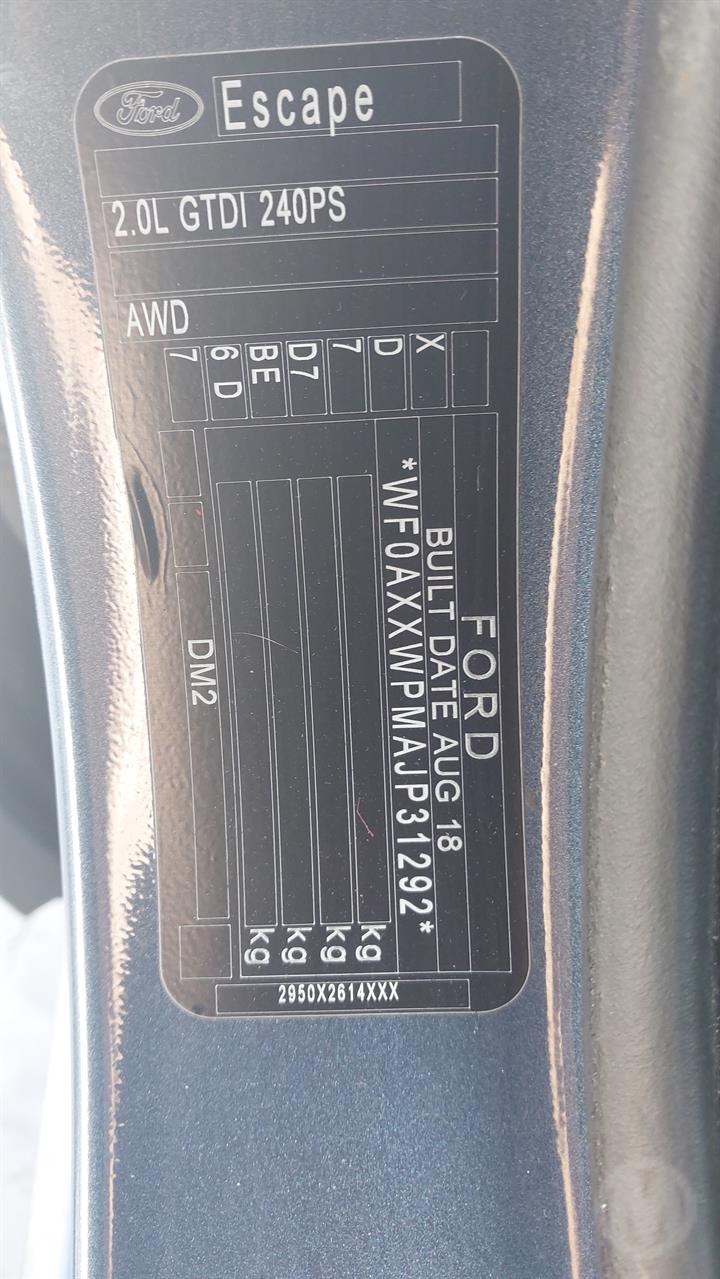 Ford
Escape
2.0L GTDI 240PS
AWD
X
D
7
D7
BE
6 D
7
FORD
BUILT DATE AUG 18
*WF0AXXWPMAJP31292*
kg
kg
kg
kg
DM2
2950X2614XXX